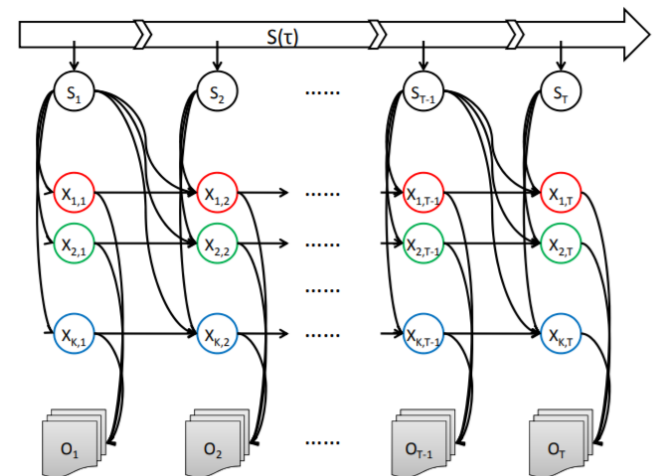 S(τ)
S1 S2 ...... ST-1 ST
X1,1 X1,2 ...... X1,T-1 X1,T
X2,1 X2,2 ...... X2,T-1 X2,T
......
XK,1 XK,2 ...... XK,T-1 XK,T
O1 O2 ...... OT-1 OT